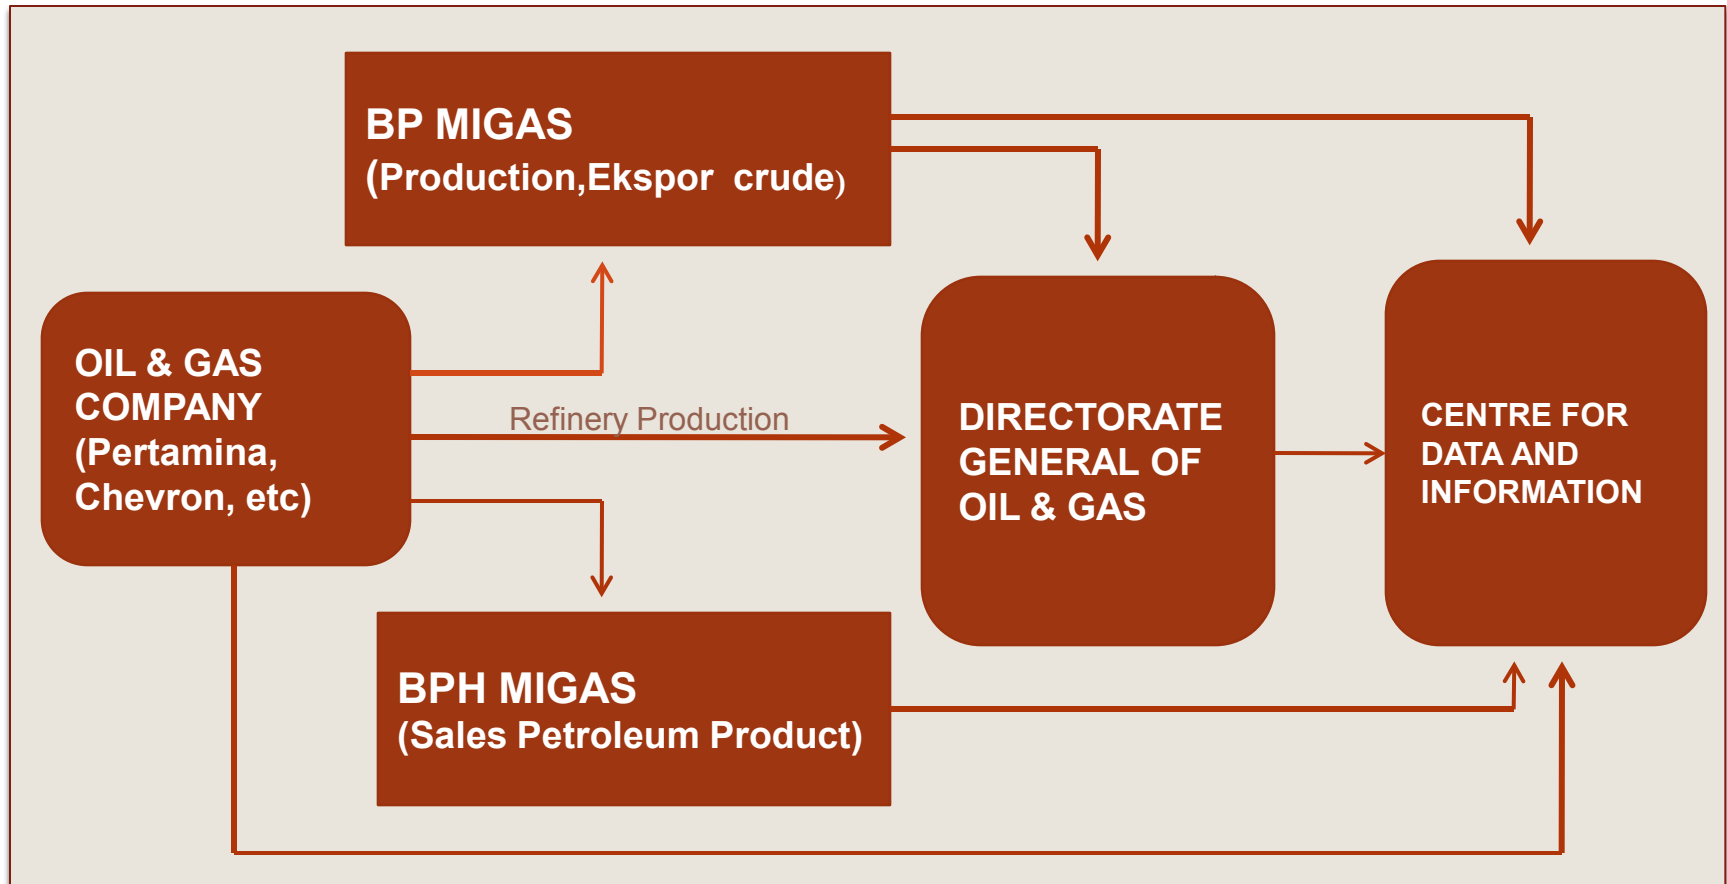 BP MIGAS
(Production,Ekspor crude)
OIL & GAS
COMPANY
(Pertamina,
Chevron, etc)
Refinery Production
DIRECTORATE
GENERAL OF
OIL & GAS
CENTRE FOR
DATA AND
INFORMATION
BPH MIGAS
(Sales Petroleum Product)